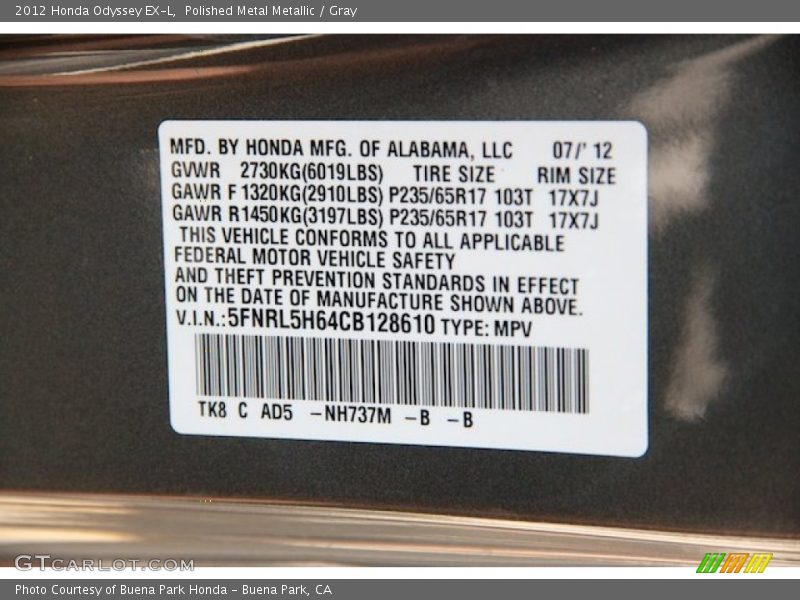 2012 Honda Odyssey EX-L,  Polished Metal Metallic / Gray
MFD. BY HONDA MFG. OF ALABAMA, LLC 07/' 12
GVWR 2730KG(6019LBS) TIRE SIZE RIM SIZE
GAWR F 1320KG(2910LBS) P235/65R17 103T 17X7J
GAWR R1450KG(3197LBS) P235/65R17 103T 17X7J
THIS VEHICLE CONFORMS TO ALL APPLICABLE
FEDERAL MOTOR VEHICLE SAFETY
AND THEFT PREVENTION STANDARDS IN EFFECT
ON THE DATE OF MANUFACTURE SHOWN ABOVE.
V.I.N.:5FNRL5H64CB128610 TYPE: MPV
TK8 C AD5 -NH737M -B -B
GTCARLOT.COM
Photo Courtesy of Buena Park Honda - Buena Park, CA